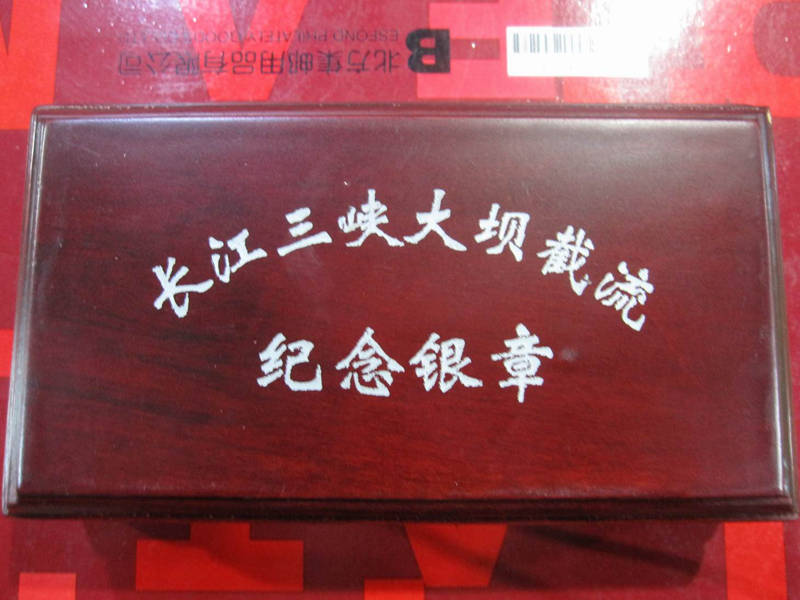 北方集邮用品有限公司
B
长江三峡大坝截流
纪念银章